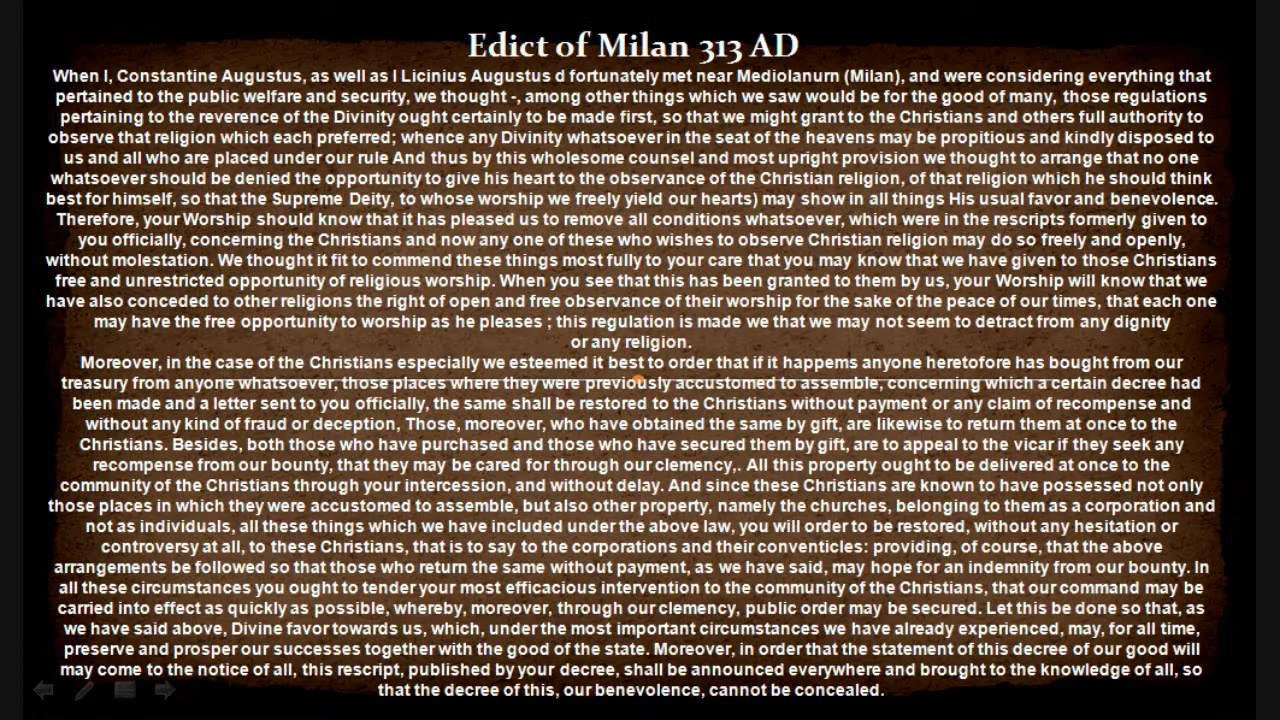 Edict of Milan 313 AD
When I, Constantine Augustus, as well as I Licinius Augustus d fortunately met near Mediolanurn (Milan), and were considering everything that
pertained to the public welfare and security, we thought -, among other things which we saw would be for the good of many, those regulations
pertaining to the reverence of the Divinity ought certainly to be made first, so that we might grant to the Christians and others full authority to
observe that religion which each preferred; whence any Divinity whatsoever in the seat of the heavens may be propitious and kindly disposed to
us and all who are placed under our rule And thus by this wholesome counsel and most upright provision we thought to arrange that no one
whatsoever should be denied the opportunity to give his heart to the observance of the Christian religion, of that religion which he should think
best for himself, so that the Supreme Deity, to whose worship we freely yield our hearts) may show in all things His usual favor and benevolence.
Therefore, your Worship should know that it has pleased us to remove all conditions whatsoever, which were in the rescripts formerly given to
you officially, concerning the Christians and now any one of these who wishes to observe Christian religion may do so freely and openly,
without molestation. We thought it fit to commend these things most fully to your care that you may know that we have given to those Christians
free and unrestricted opportunity of religious worship. When you see that this has been granted to them by us, your Worship will know that we
have also conceded to other religions the right of open and free observance of their worship for the sake of the peace of our times, that each one
may have the free opportunity to worship as he pleases ; this regulation is made we that we may not seem to detract from any dignity
or any religion.
Moreover, in the case of the Christians especially we esteemed it best to order that if it happems anyone heretofore has bought from our
treasury from anyone whatsoever, those places where they were previously accustomed to assemble, concerning which a certain decree had
been made and a letter sent to you officially, the same shall be restored to the Christians without payment or any claim of recompense and
without any kind of fraud or deception, Those, moreover, who have obtained the same by gift, are likewise to return them at once to the
Christians. Besides, both those who have purchased and those who have secured them by gift, are to appeal to the vicar if they seek any
recompense from our bounty, that they may be cared for through our clemency,. All this property ought to be delivered at once to the
community of the Christians through your intercession, and without delay. And since these Christians are known to have possessed not only
those places in which they were accustomed to assemble, but also other property, namely the churches, belonging to them as a corporation and
not as individuals, all these things which we have included under the above law, you will order to be restored, without any hesitation or
controversy at all, to these Christians, that is to say to the corporations and their conventicles: providing, of course, that the above
arrangements be followed so that those who return the same without payment, as we have said, may hope for an indemnity from our bounty. In
all these circumstances you ought to tender your most efficacious intervention to the community of the Christians, that our command may be
carried into effect as quickly as possible, whereby, moreover, through our clemency, public order may be secured. Let this be done so that, as
we have said above, Divine favor towards us, which, under the most important circumstances we have already experienced, may, for all time,
preserve and prosper our successes together with the good of the state. Moreover, in order that the statement of this decree of our good will
may come to the notice of all, this rescript, published by your decree, shall be announced everywhere and brought to the knowledge of all, so
that the decree of this, our benevolence, cannot be concealed.